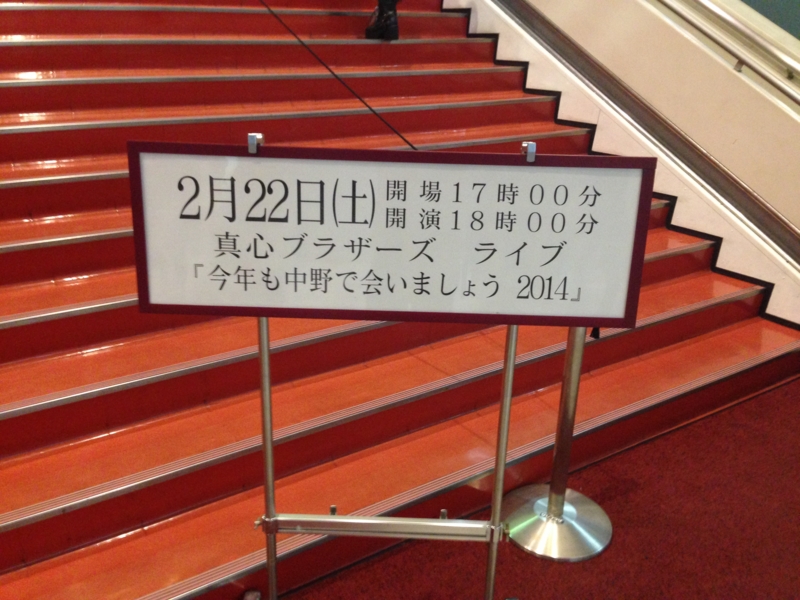 2月22日(土) 開場17時00分
開演18時00分
真心ブラザーズ ライブ
『今年も中野で会いましょう 2014』